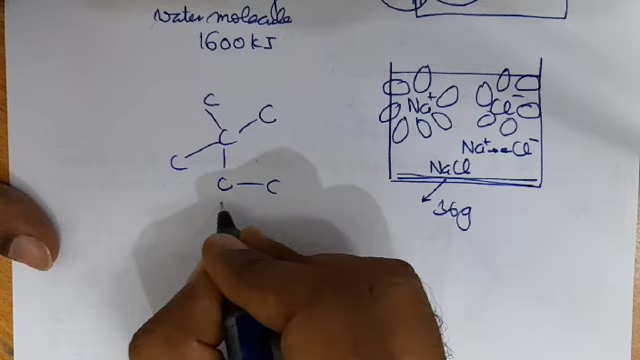 Water molecule
1600 kJ
C
C
C
C
C — C
Na⁺
Cl⁻
Na⁺ Cl⁻
NaCl
36g